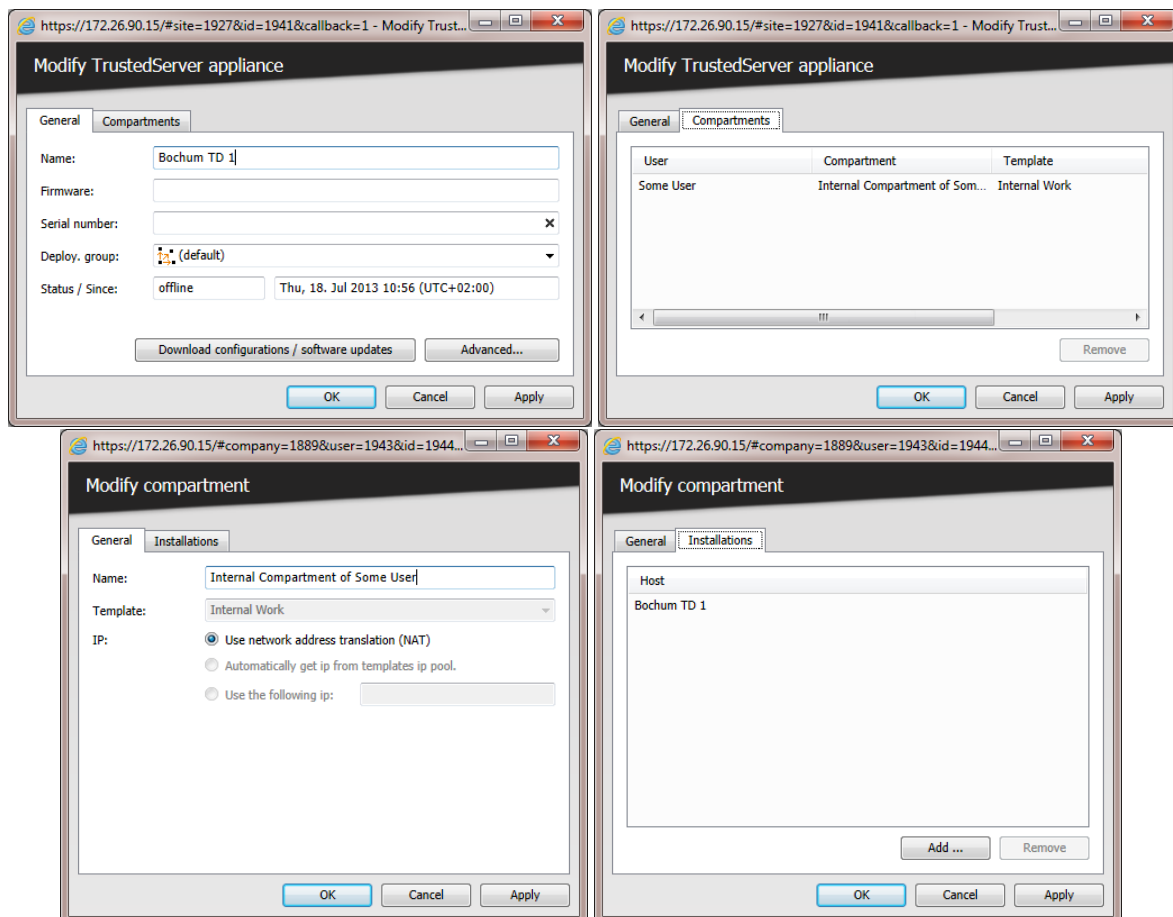 https://172.26.90.15/#site=1927&id=1941&callback=1 - Modify Trust...
Modify TrustedServer appliance
General Compartments
Name: Bochum TD 1
Firmware:
Serial number:
Deploy. group: (default)
Status / Since: offline Thu, 18. Jul 2013 10:56 (UTC+02:00)
Download configurations / software updates Advanced...
OK Cancel Apply
https://172.26.90.15/#site=1927&id=1941&callback=1 - Modify Trust...
Modify TrustedServer appliance
General Compartments
User Compartment Template
Some User Internal Compartment of Som... Internal Work
Remove
OK Cancel Apply
https://172.26.90.15/#company=1889&user=1943&id=1944...
Modify compartment
General Installations
Name: Internal Compartment of Some User
Template: Internal Work
IP: Use network address translation (NAT)
Automatically get ip from templates ip pool.
Use the following ip:
OK Cancel Apply
https://172.26.90.15/#company=1889&user=1943&id=1944...
Modify compartment
General Installations
Host
Bochum TD 1
Add ... Remove
OK Cancel Apply